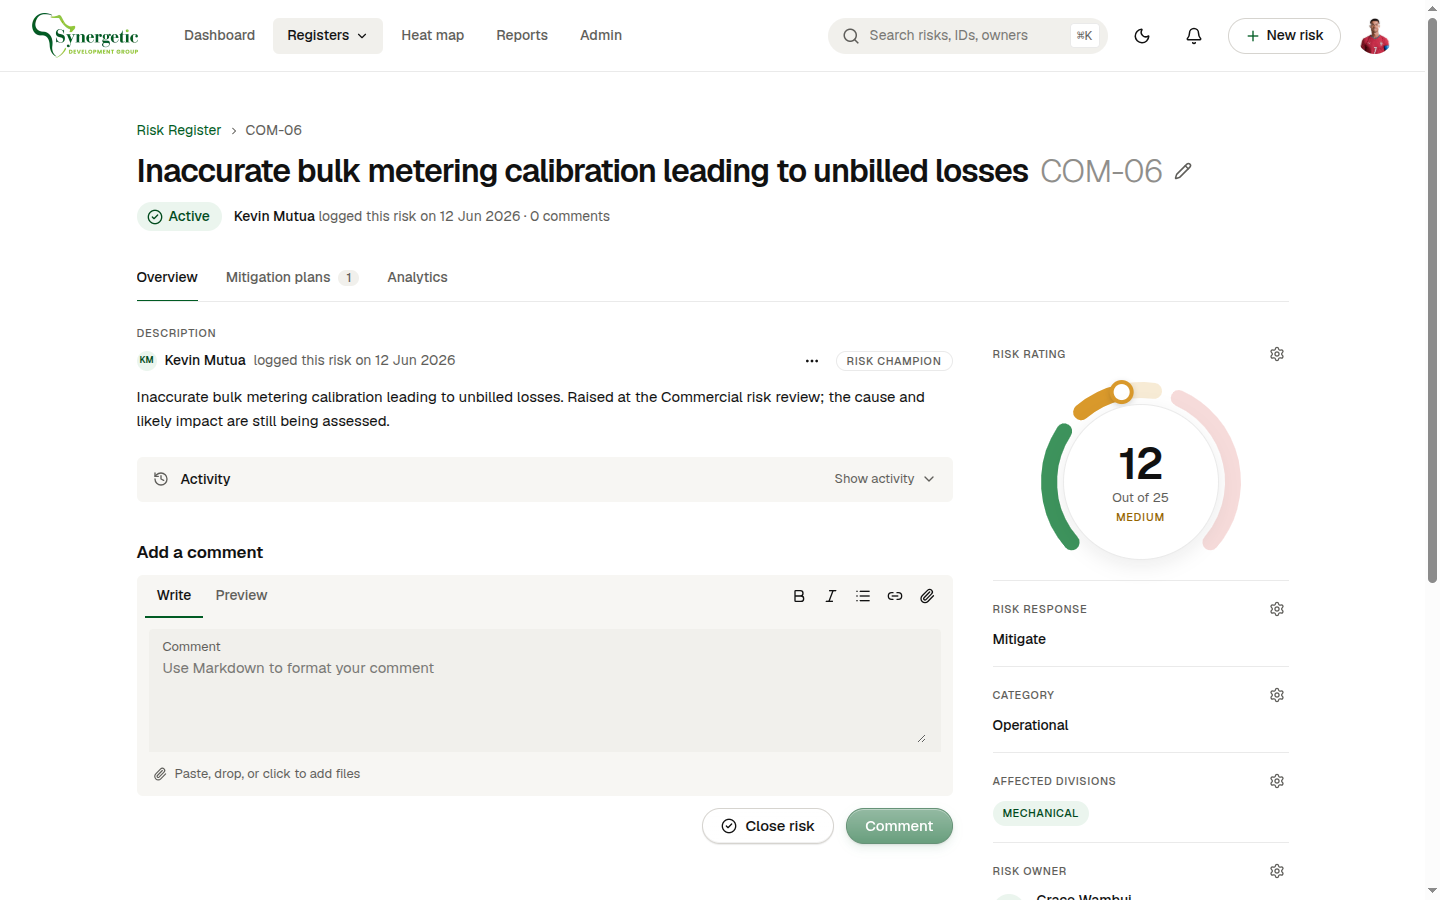 Synergetic
DEVELOPMENT GROUP
Dashboard
Registers
Heat map
Reports
Admin
Search risks, IDs, owners
⌘K
New risk
Risk Register › COM-06
Inaccurate bulk metering calibration leading to unbilled losses COM-06
Active
Kevin Mutua logged this risk on 12 Jun 2026 · 0 comments
Overview
Mitigation plans 1
Analytics
DESCRIPTION
KM Kevin Mutua logged this risk on 12 Jun 2026
RISK CHAMPION
Inaccurate bulk metering calibration leading to unbilled losses. Raised at the Commercial risk review; the cause and
likely impact are still being assessed.
Activity
Show activity
Add a comment
Write
Preview
Comment
Use Markdown to format your comment
Paste, drop, or click to add files
Close risk
Comment
RISK RATING
12
Out of 25
MEDIUM
RISK RESPONSE
Mitigate
CATEGORY
Operational
AFFECTED DIVISIONS
MECHANICAL
RISK OWNER
Grace Wambui